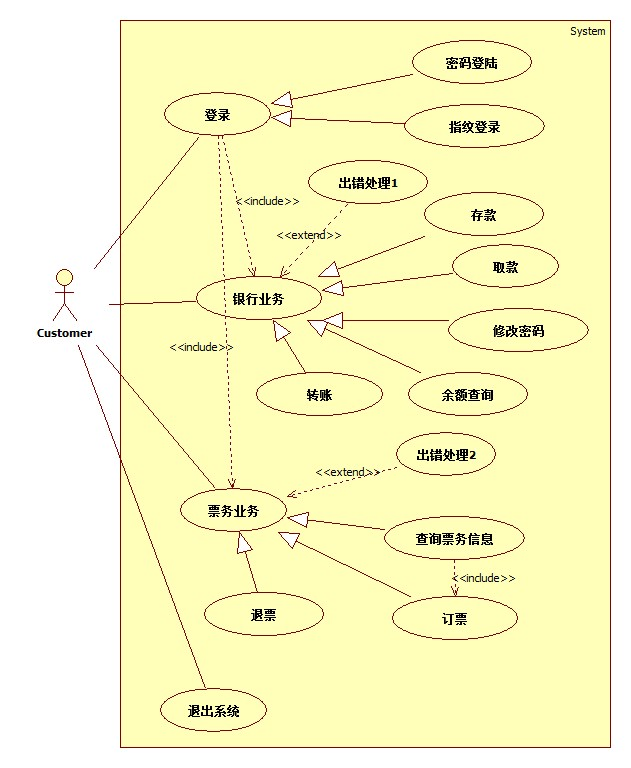 System
密码登陆
登录
指纹登录
出错处理1
<<include>>
存款
<<extend>>
取款
银行业务
Customer
修改密码
<<include>>
转账
余额查询
出错处理2
<<extend>>
票务业务
查询票务信息
<<include>>
退票
订票
退出系统